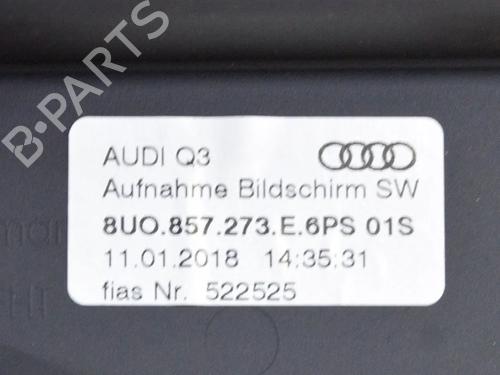 B-PARTS
AUDI Q3
Aufnahme Bildschirm SW
8UO.857.273.E.6PS 01S
11.01.2018 14:35:31
fias Nr. 522525